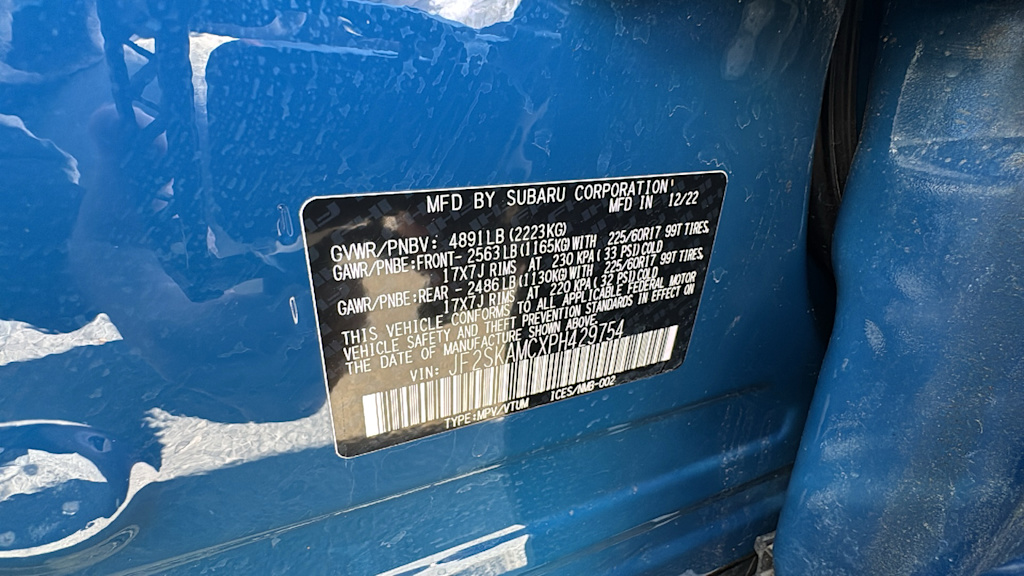 MFD BY SUBARU CORPORATION
MFD IN 12/22
GVWR/PNBV: 4891LB(2223KG)
GAWR/PNBE:FRONT- 2563LB(1165KG)WITH 225/60R17 99T TIRES,
17X7J RIMS AT 230 KPA( 33 PSI)COLD
GAWR/PNBE:REAR - 2486LB(1130KG)WITH 225/60R17 99T TIRES,
17X7J RIMS AT 220 KPA( 32 PSI)COLD
THIS VEHICLE CONFORMS TO ALL APPLICABLE FEDERAL MOTOR
VEHICLE SAFETY AND THEFT PREVENTION STANDARDS IN EFFECT ON
THE DATE OF MANUFACTURE SHOWN ABOVE.
VIN: JF2SKAMCXPH429754
TYPE:MPV/VTUM ICES/NMB-002